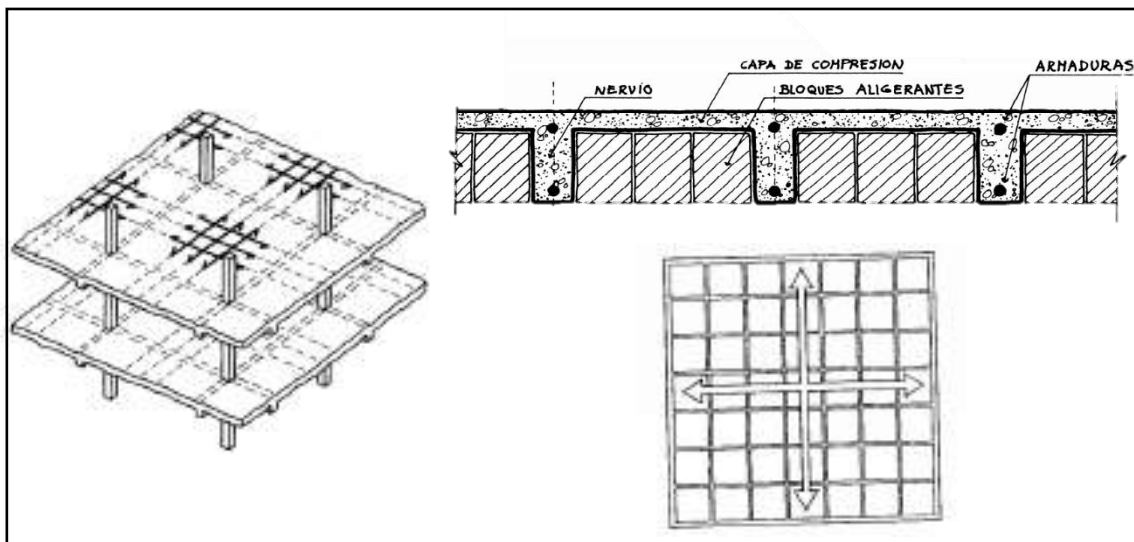 CAPA DE COMPRESION
ARMADURAS
NERVIO
BLOQUES ALIGERANTES